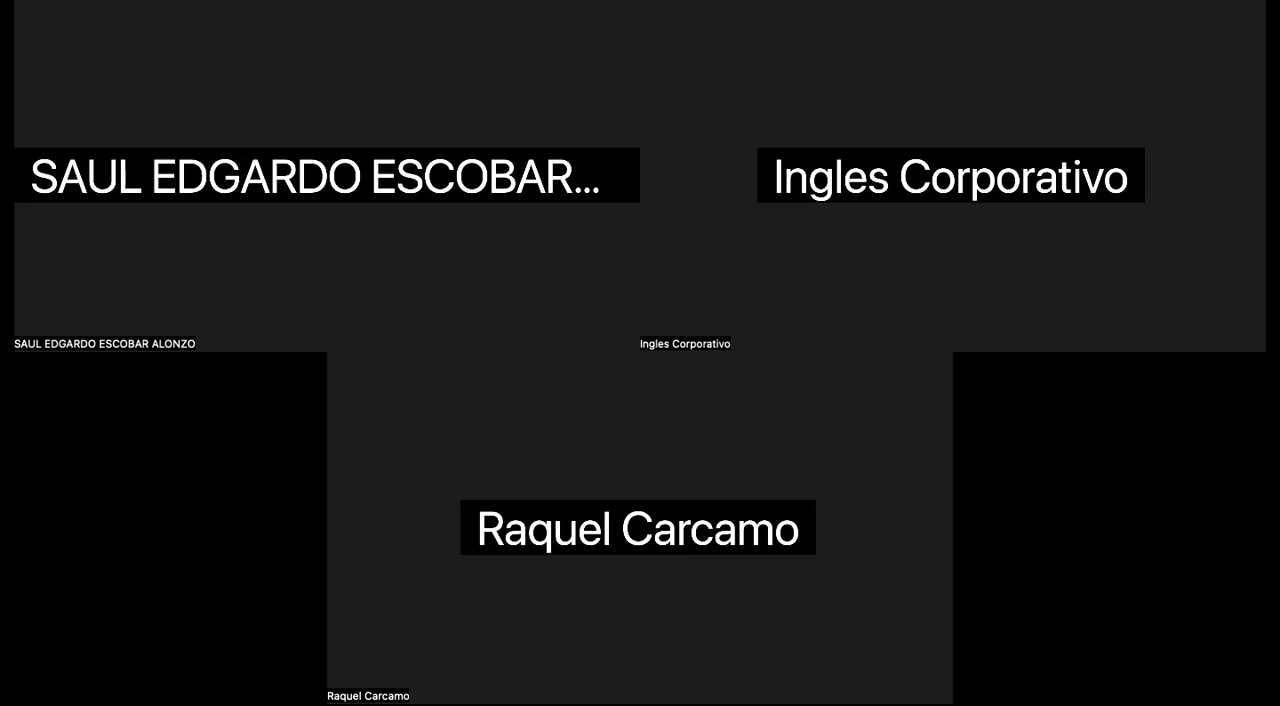 SAUL EDGARDO ESCOBAR...
Ingles Corporativo
SAUL EDGARDO ESCOBAR ALONZO
Ingles Corporativo
Raquel Carcamo
Raquel Carcamo